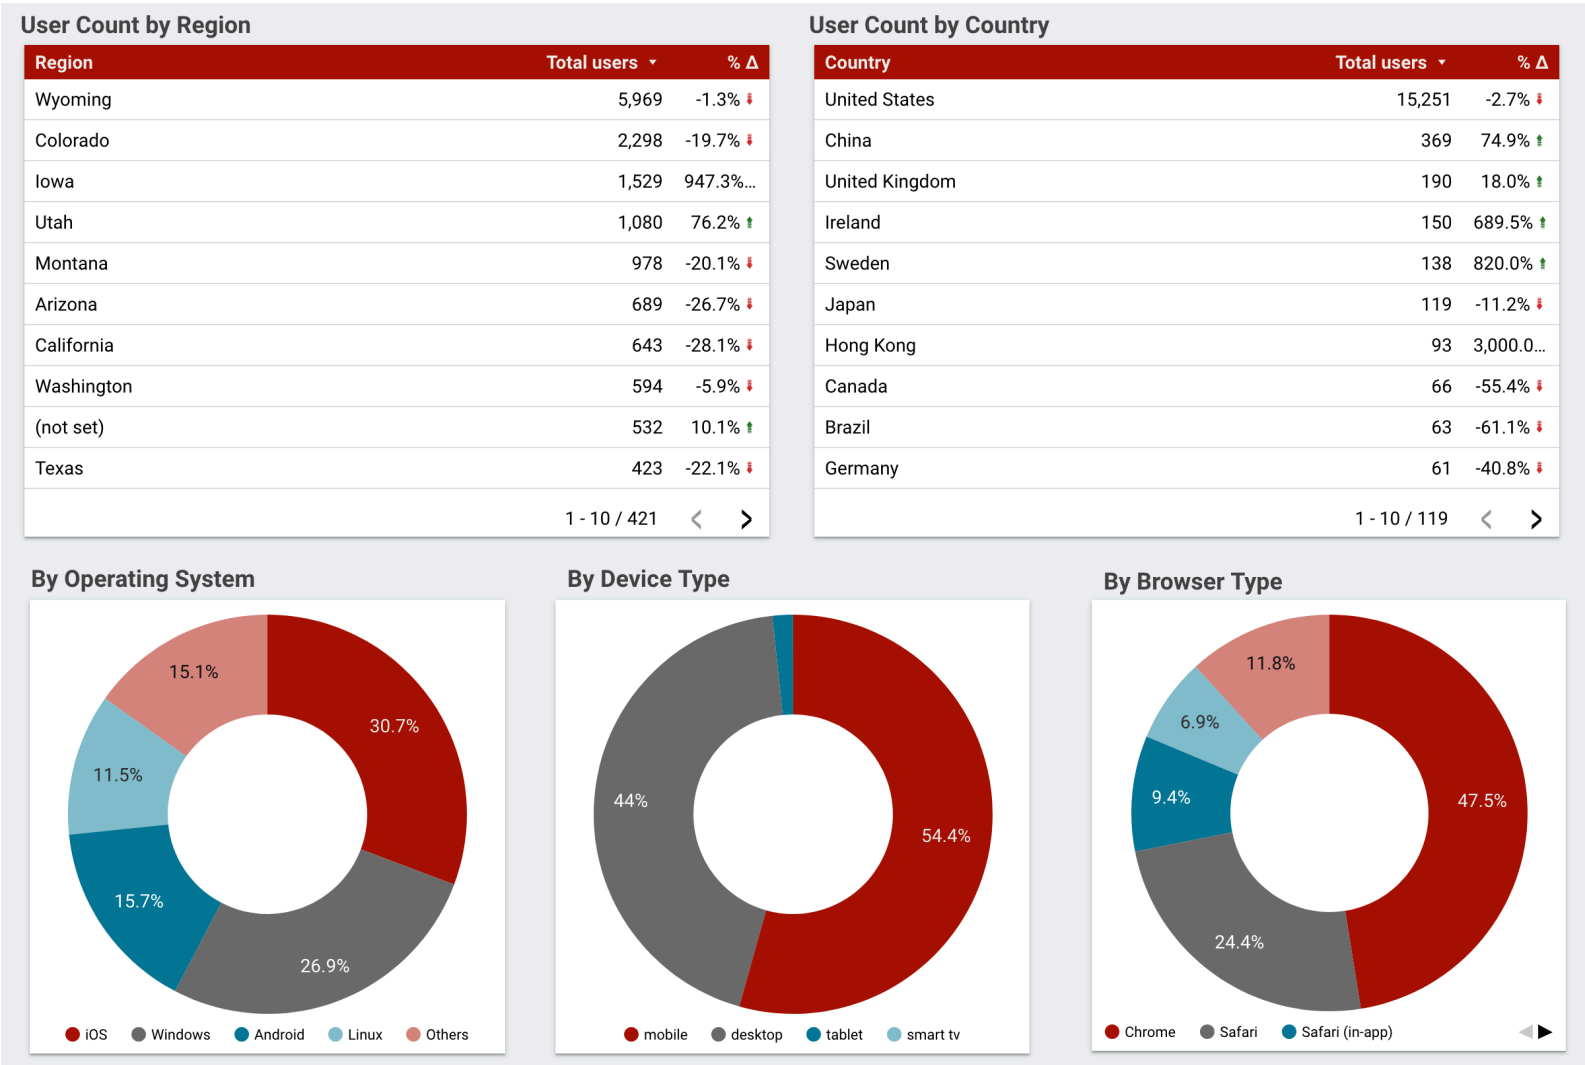 User Count by Region
Region Total users % Δ
Wyoming 5,969 -1.3%
Colorado 2,298 -19.7%
Iowa 1,529 947.3%...
Utah 1,080 76.2%
Montana 978 -20.1%
Arizona 689 -26.7%
California 643 -28.1%
Washington 594 -5.9%
(not set) 532 10.1%
Texas 423 -22.1%
1 - 10 / 421
User Count by Country
Country Total users % Δ
United States 15,251 -2.7%
China 369 74.9%
United Kingdom 190 18.0%
Ireland 150 689.5%
Sweden 138 820.0%
Japan 119 -11.2%
Hong Kong 93 3,000.0...
Canada 66 -55.4%
Brazil 63 -61.1%
Germany 61 -40.8%
1 - 10 / 119
By Operating System
15.1%
30.7%
11.5%
15.7%
26.9%
iOS Windows Android Linux Others
By Device Type
44%
54.4%
mobile desktop tablet smart tv
By Browser Type
11.8%
6.9%
9.4%
47.5%
24.4%
Chrome Safari Safari (in-app)